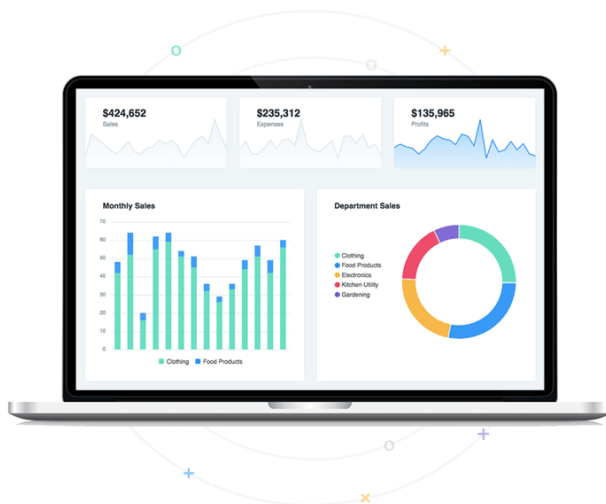 $424,652
Sales
$235,312
Expenses
$135,965
Profits
Monthly Sales
70
60
50
40
30
20
10
0
Clothing
Food Products
Department Sales
Clothing
Food Products
Electronics
Kitchen Utility
Gardening